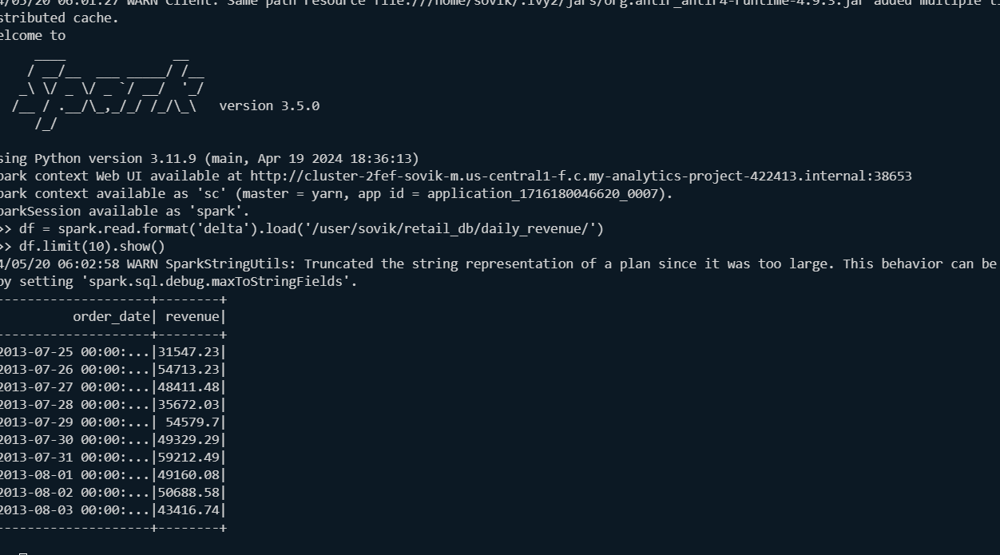 4/05/20 06:01:27 WARN Client: Same path resource file:///home/sovik/.ivy2/jars/org.antlr_antlr4-runtime-4.9.3.jar added multiple ti
stributed cache.
elcome to
      ____              __
     / __/__  ___ _____/ /__
    _\ \/ _ \/ _ `/ __/  '_/
   /__ / .__/\_,_/_/ /_/\_\   version 3.5.0
      /_/
sing Python version 3.11.9 (main, Apr 19 2024 18:36:13)
park context Web UI available at http://cluster-2fef-sovik-m.us-central1-f.c.my-analytics-project-422413.internal:38653
park context available as 'sc' (master = yarn, app id = application_1716180046620_0007).
parkSession available as 'spark'.
>> df = spark.read.format('delta').load('/user/sovik/retail_db/daily_revenue/')
>> df.limit(10).show()
4/05/20 06:02:58 WARN SparkStringUtils: Truncated the string representation of a plan since it was too large. This behavior can be
by setting 'spark.sql.debug.maxToStringFields'.
--------------------+--------+
          order_date| revenue|
--------------------+--------+
2013-07-25 00:00:...|31547.23|
2013-07-26 00:00:...|54713.23|
2013-07-27 00:00:...|48411.48|
2013-07-28 00:00:...|35672.03|
2013-07-29 00:00:...| 54579.7|
2013-07-30 00:00:...|49329.29|
2013-07-31 00:00:...|59212.49|
2013-08-01 00:00:...|49160.08|
2013-08-02 00:00:...|50688.58|
2013-08-03 00:00:...|43416.74|
--------------------+--------+